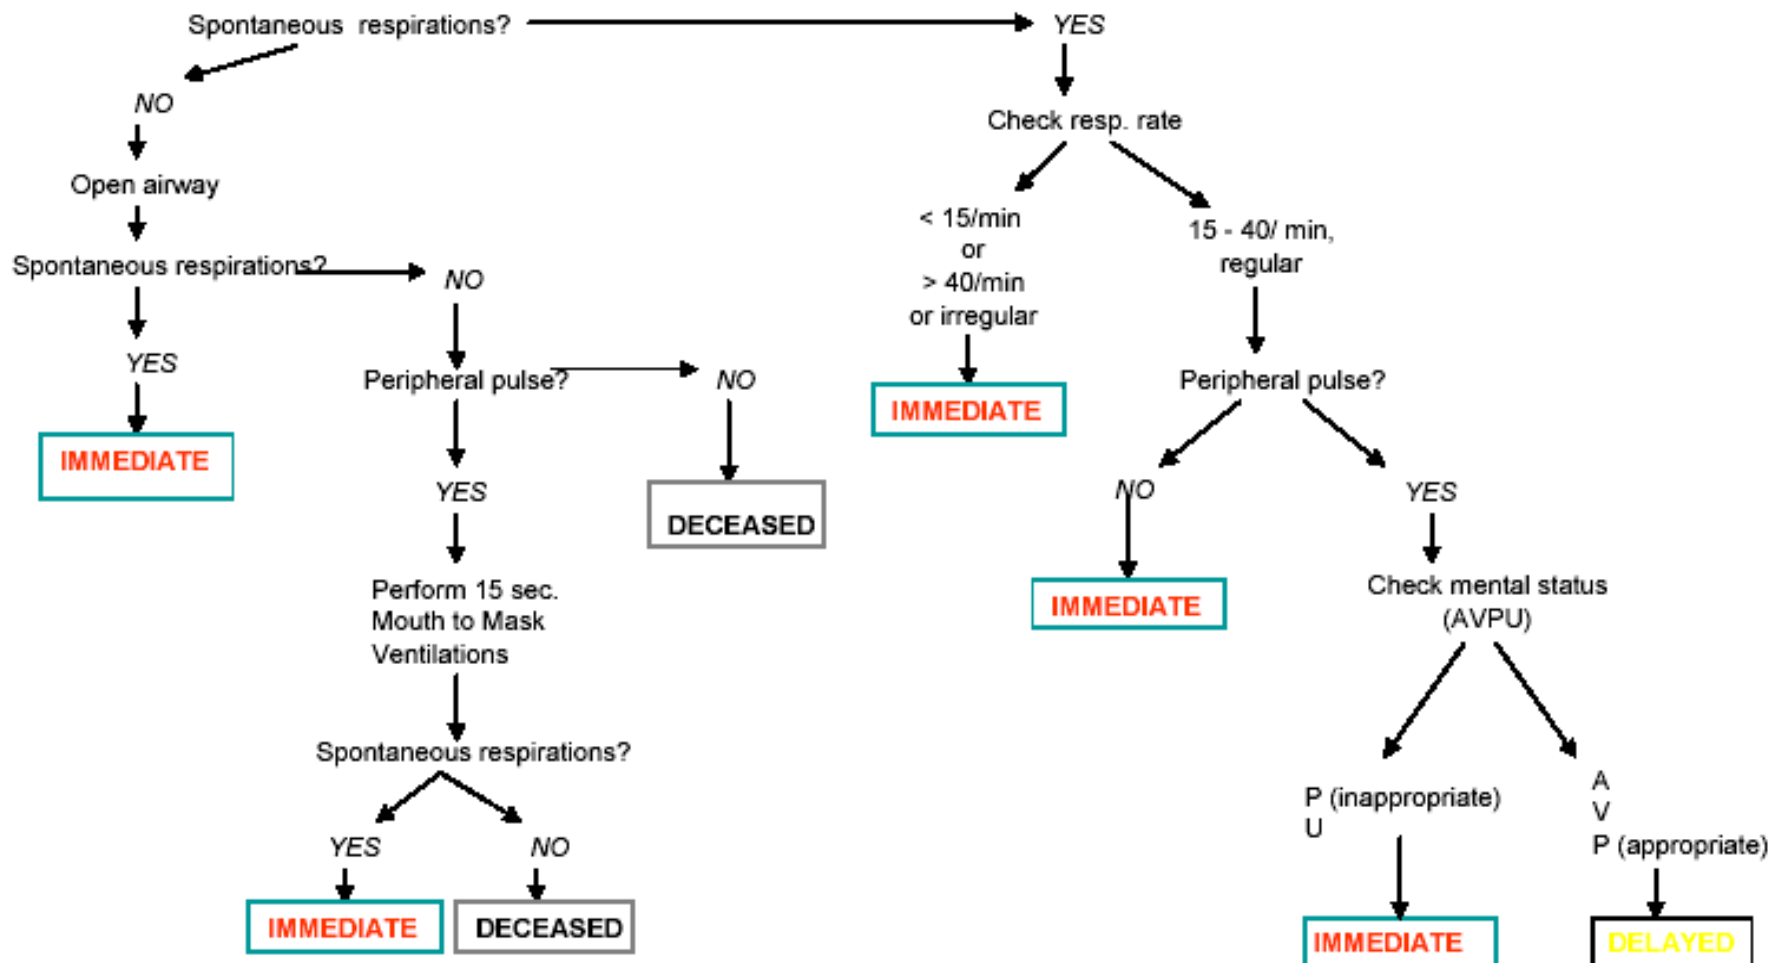 Spontaneous respirations?
YES
NO
Check resp. rate
Open airway
< 15/min
or
> 40/min
or irregular
15 - 40/ min,
regular
Spontaneous respirations?
NO
YES
Peripheral pulse?
NO
IMMEDIATE
Peripheral pulse?
IMMEDIATE
YES
DECEASED
NO
YES
Perform 15 sec.
Mouth to Mask
Ventilations
IMMEDIATE
Check mental status
(AVPU)
Spontaneous respirations?
P (inappropriate)
U
A
V
P (appropriate)
YES
NO
IMMEDIATE
DECEASED
IMMEDIATE
DELAYED